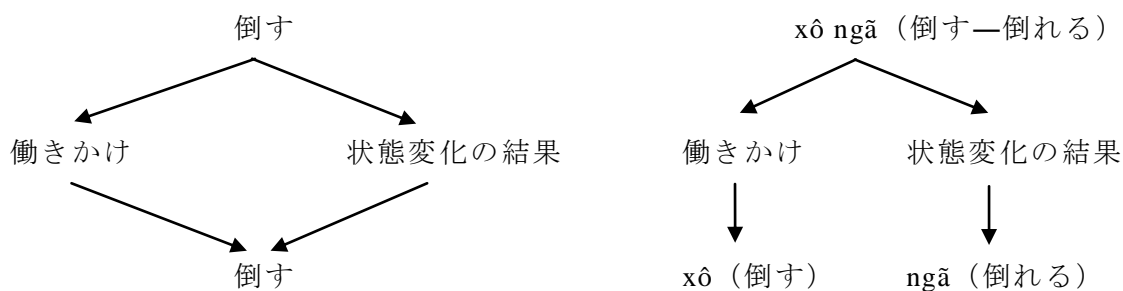 倒す
xô ngã（倒す―倒れる）
働きかけ
状態変化の結果
働きかけ
状態変化の結果
倒す
xô（倒す）
ngã（倒れる）